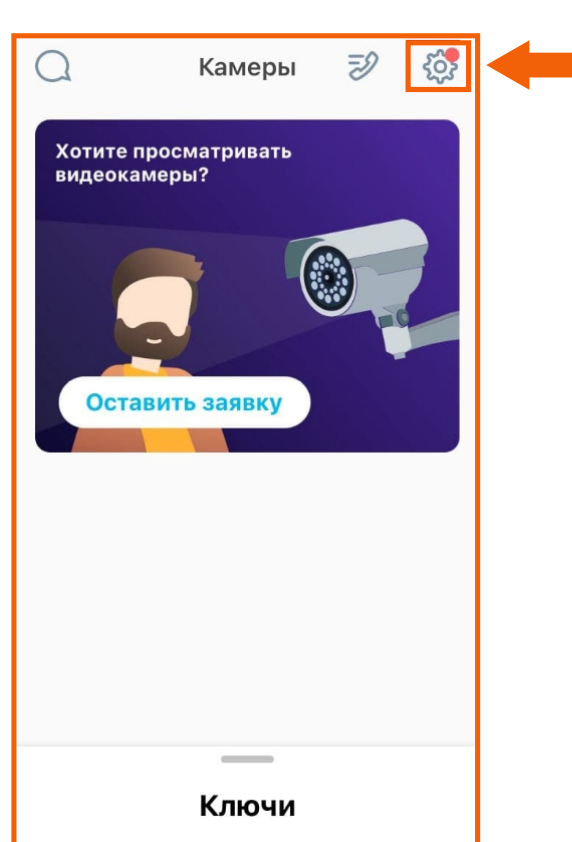 Камеры
Хотите просматривать
видеокамеры?
Оставить заявку
Ключи